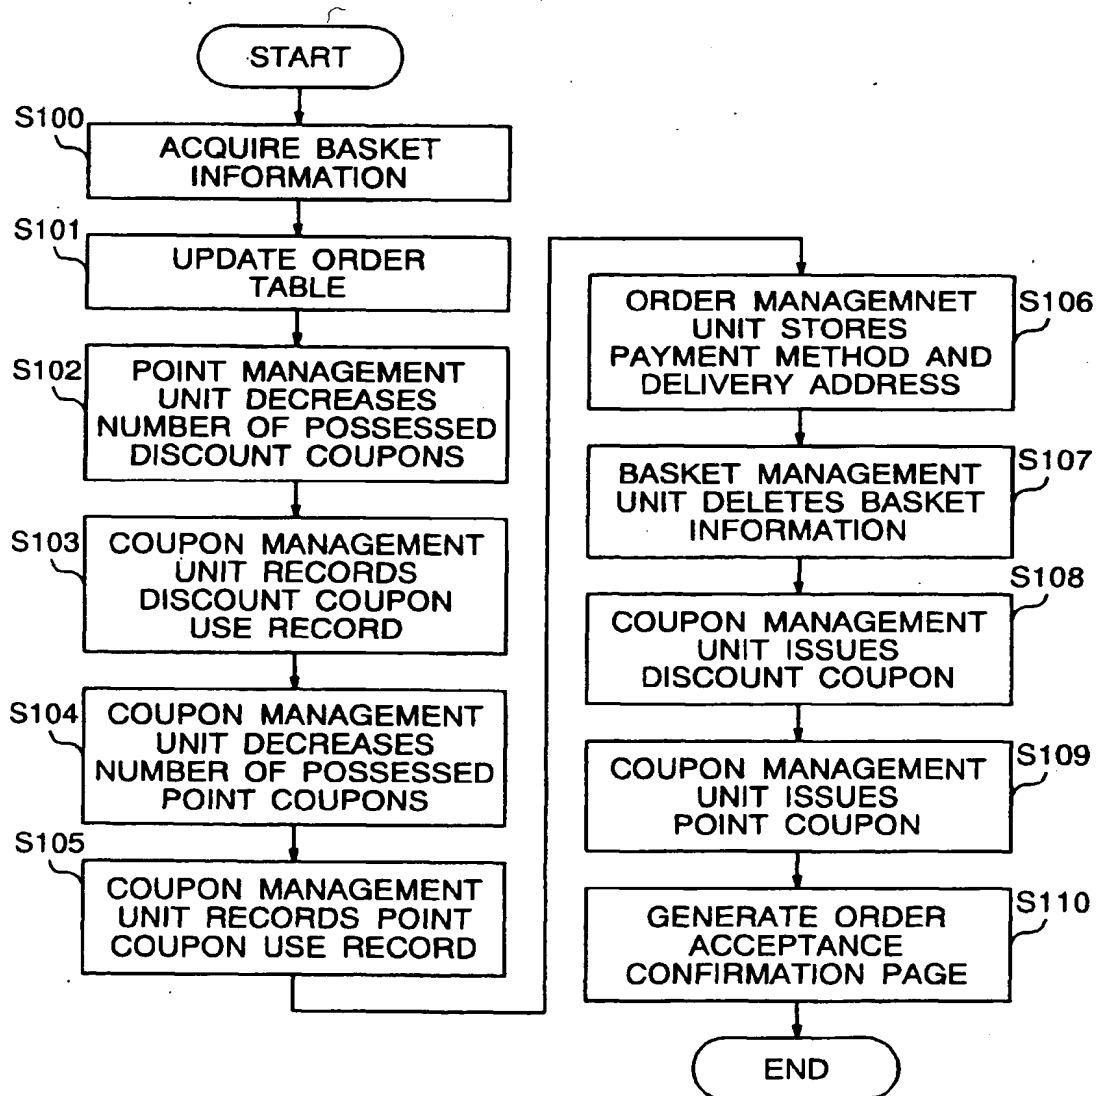 START
S100
ACQUIRE BASKET
INFORMATION
S101
UPDATE ORDER
TABLE
S102
POINT MANAGEMENT
UNIT DECREASES
NUMBER OF POSSESSED
DISCOUNT COUPONS
S103
COUPON MANAGEMENT
UNIT RECORDS
DISCOUNT COUPON
USE RECORD
S104
COUPON MANAGEMENT
UNIT DECREASES
NUMBER OF POSSESSED
POINT COUPONS
S105
COUPON MANAGEMENT
UNIT RECORDS POINT
COUPON USE RECORD
S106
ORDER MANAGEMNET
UNIT STORES
PAYMENT METHOD AND
DELIVERY ADDRESS
S107
BASKET MANAGEMENT
UNIT DELETES BASKET
INFORMATION
S108
COUPON MANAGEMENT
UNIT ISSUES
DISCOUNT COUPON
S109
COUPON MANAGEMENT
UNIT ISSUES
POINT COUPON
S110
GENERATE ORDER
ACCEPTANCE
CONFIRMATION PAGE
END